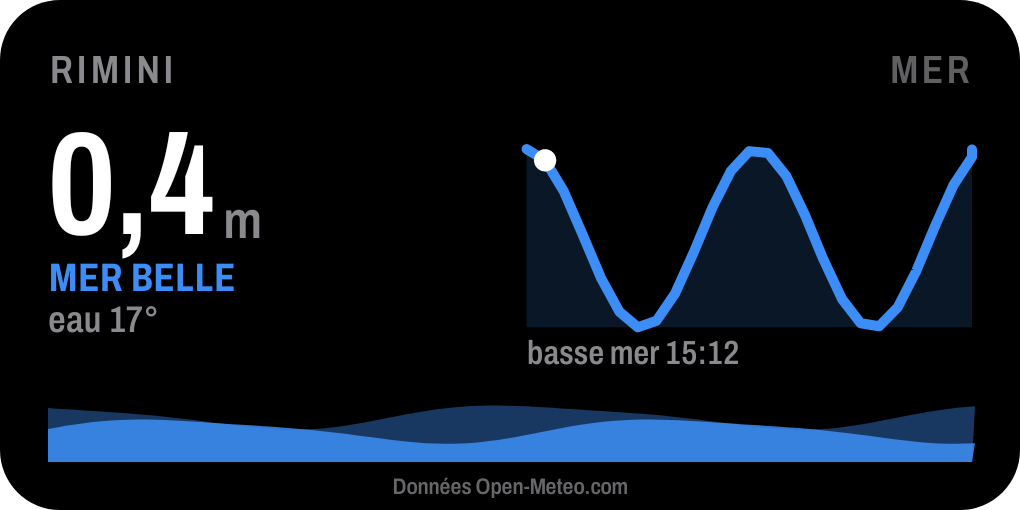 RIMINI
MER
0,4 m
MER BELLE
eau 17°
basse mer 15:12
Données Open-Meteo.com